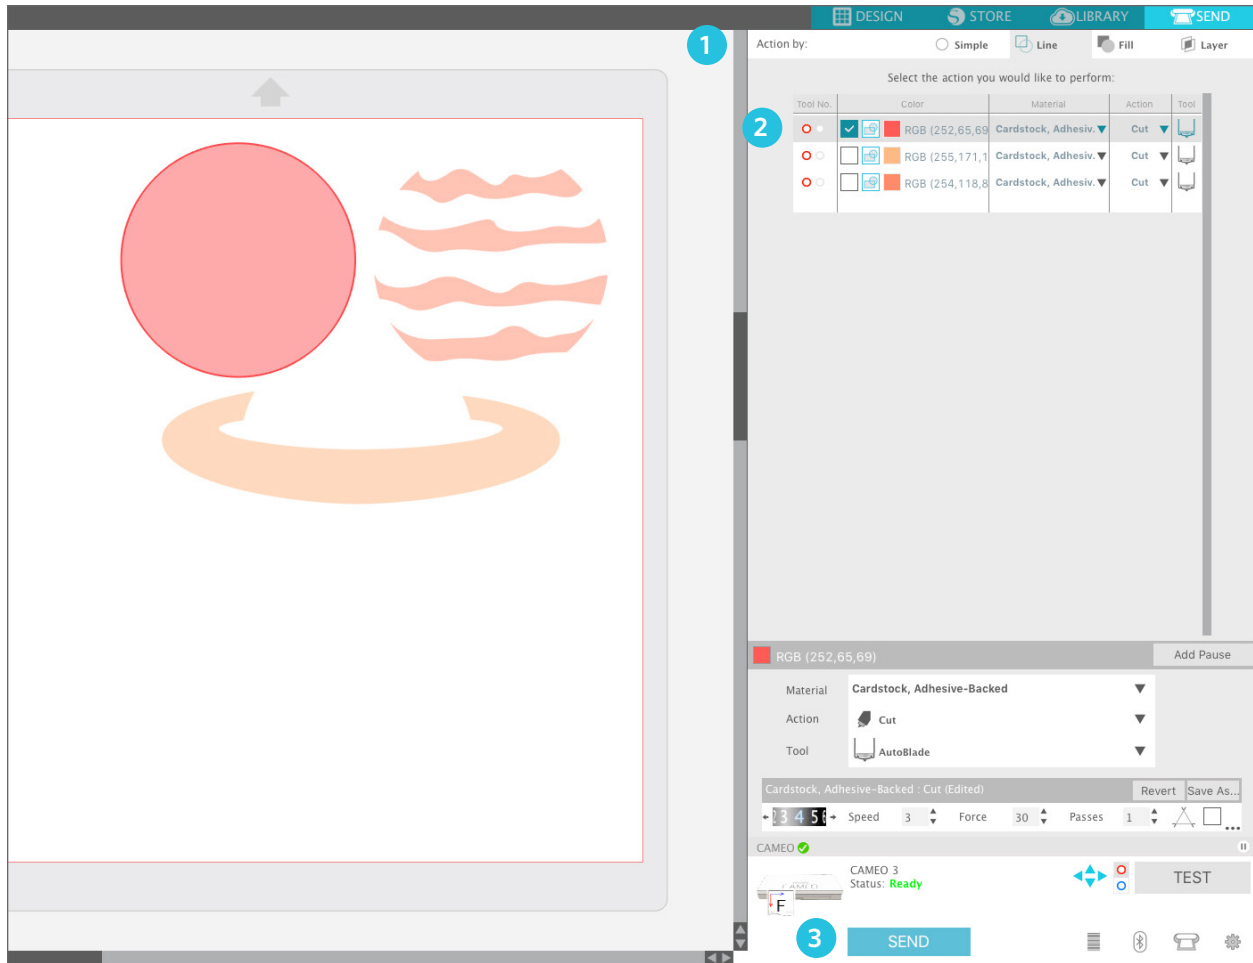 DESIGN STORE LIBRARY SEND
1 Action by: Simple Line Fill Layer
Select the action you would like to perform:
Tool No. Color Material Action Tool
2 RGB (252,65,69 Cardstock, Adhesiv. Cut
RGB (255,171,1 Cardstock, Adhesiv. Cut
RGB (254,118,8 Cardstock, Adhesiv. Cut
RGB (252,65,69) Add Pause
Material Cardstock, Adhesive-Backed
Action Cut
Tool AutoBlade
Cardstock, Adhesive-Backed : Cut (Edited) Revert Save As...
3 4 5 Speed 3 Force 30 Passes 1
CAMEO
CAMEO 3
Status: Ready
TEST
F
3 SEND